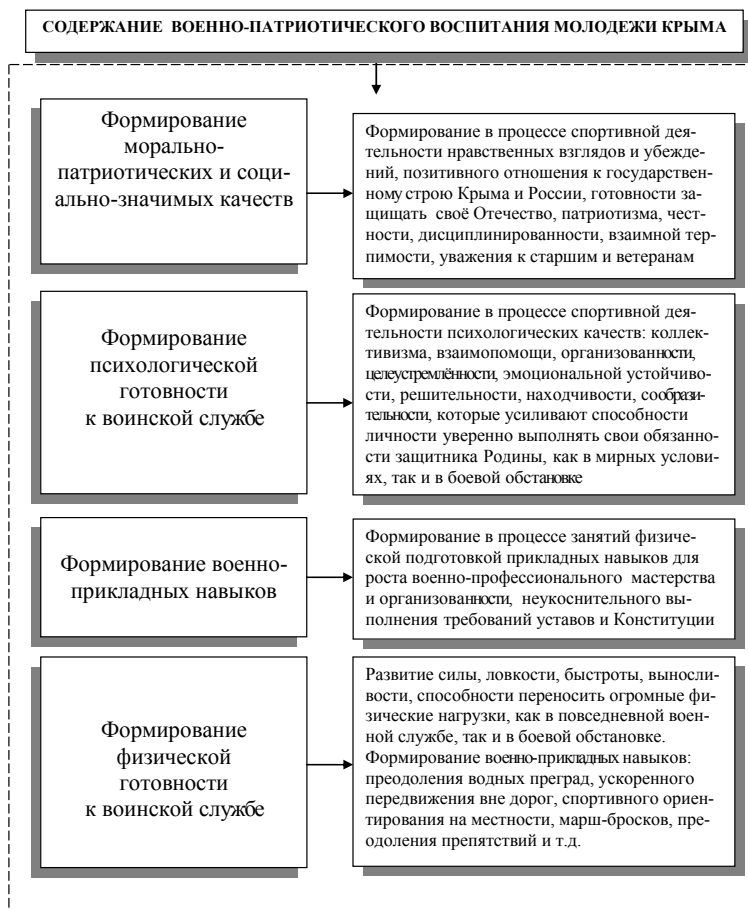 СОДЕРЖАНИЕ ВОЕННО-ПАТРИОТИЧЕСКОГО ВОСПИТАНИЯ МОЛОДЕЖИ КРЫМА
Формирование
морально-
патриотических и соци-
ально-значимых качеств
Формирование в процессе спортивной дея-
тельности нравственных взглядов и убежде-
ний, позитивного отношения к государствен-
ному строю Крыма и России, готовности за-
щищать своё Отечество, патриотизма, чест-
ности, дисциплинированности, взаимной тер-
пимости, уважения к старшим и ветеранам
Формирование
психологической
готовности
к воинской службе
Формирование в процессе спортивной дея-
тельности психологических качеств: коллек-
тивизма, взаимопомощи, организованности,
целеустремлённости, эмоциональной устойчиво-
сти, решительности, находчивости, сообрази-
тельности, которые усиливают способности
личности уверенно выполнять свои обязанно-
сти защитника Родины, как в мирных услови-
ях, так и в боевой обстановке
Формирование военно-
прикладных навыков
Формирование в процессе занятий физиче-
ской подготовкой прикладных навыков для
роста военно-профессионального мастерства
и организованности, неукоснительного вы-
полнения требований уставов и Конституции
Формирование
физической
готовности
к воинской службе
Развитие силы, ловкости, быстроты, выносли-
вости, способности переносить огромные фи-
зические нагрузки, как в повседневной воен-
ной службе, так и в боевой обстановке.
Формирование военно-прикладных навыков:
преодоления водных преград, ускоренного
передвижения вне дорог, спортивного ориен-
тирования на местности, марш-бросков, пре-
одоления препятствий и т.д.